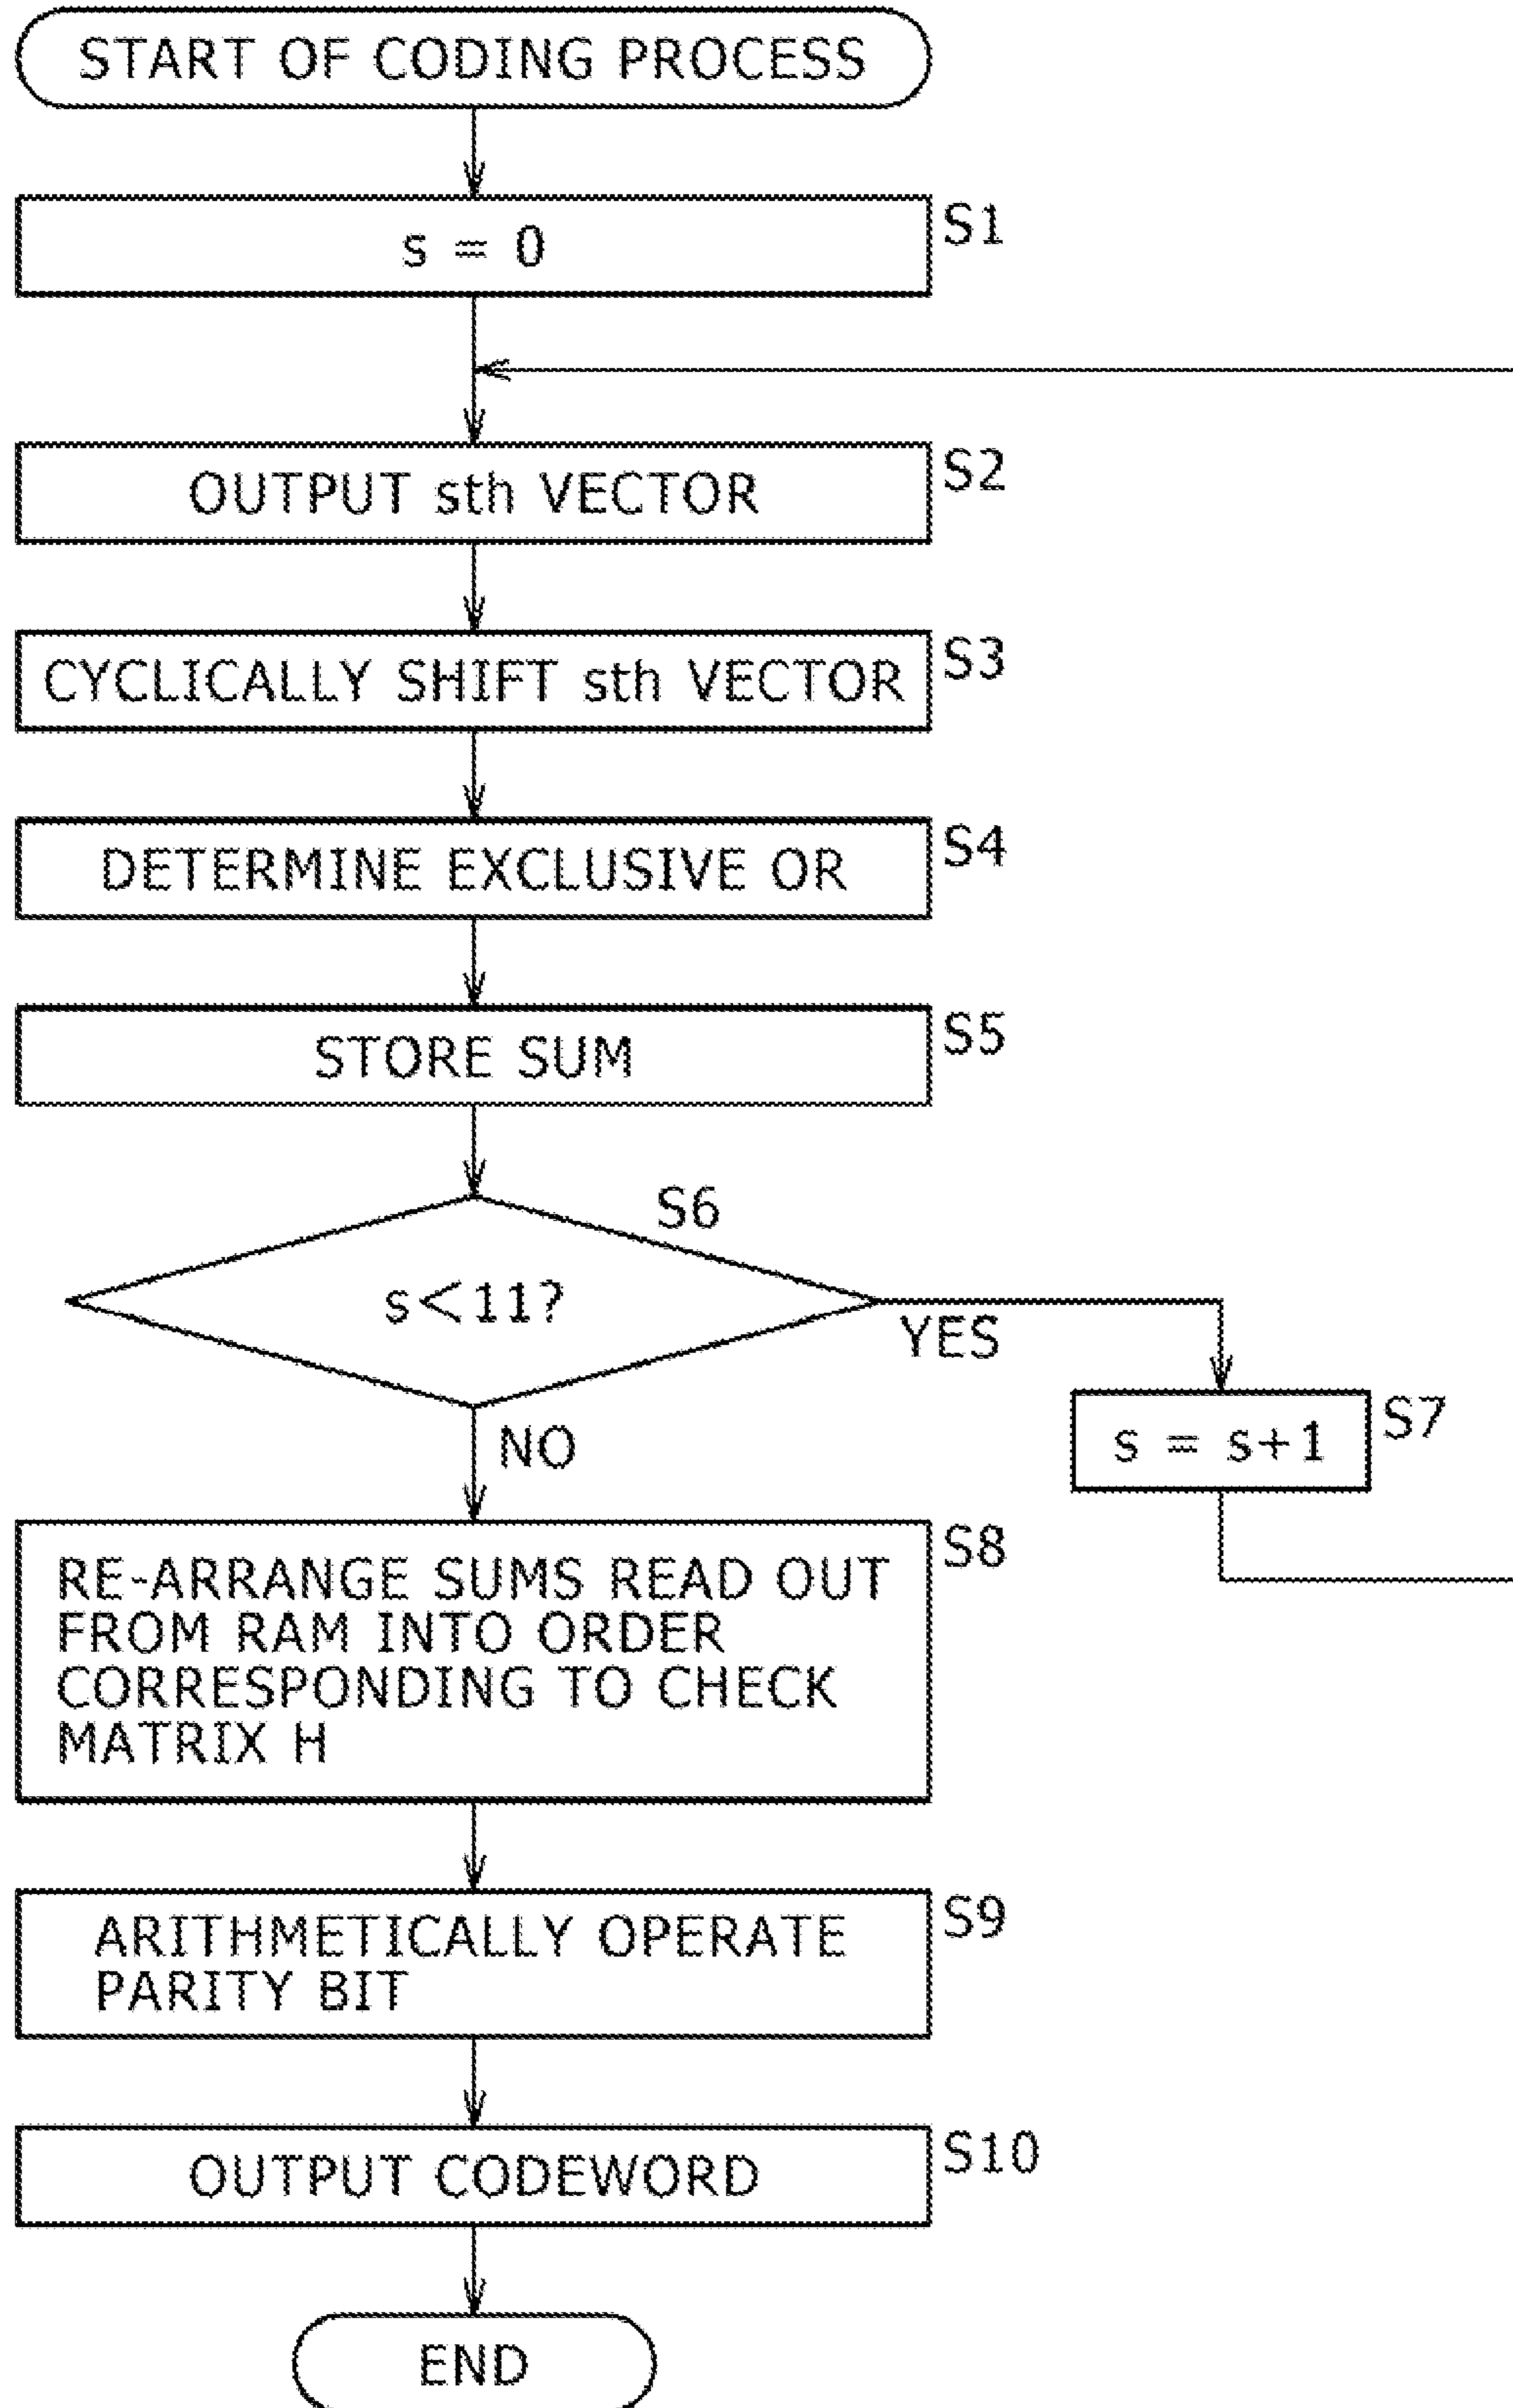 START OF CODING PROCESS
S1
s = 0
S2
OUTPUT sth VECTOR
S3
CYCLICALLY SHIFT sth VECTOR
S4
DETERMINE EXCLUSIVE OR
S5
STORE SUM
S6
s<11?
YES
NO
S7
s = s+1
S8
RE-ARRANGE SUMS READ OUT
FROM RAM INTO ORDER
CORRESPONDING TO CHECK
MATRIX H
S9
ARITHMETICALLY OPERATE
PARITY BIT
S10
OUTPUT CODEWORD
END